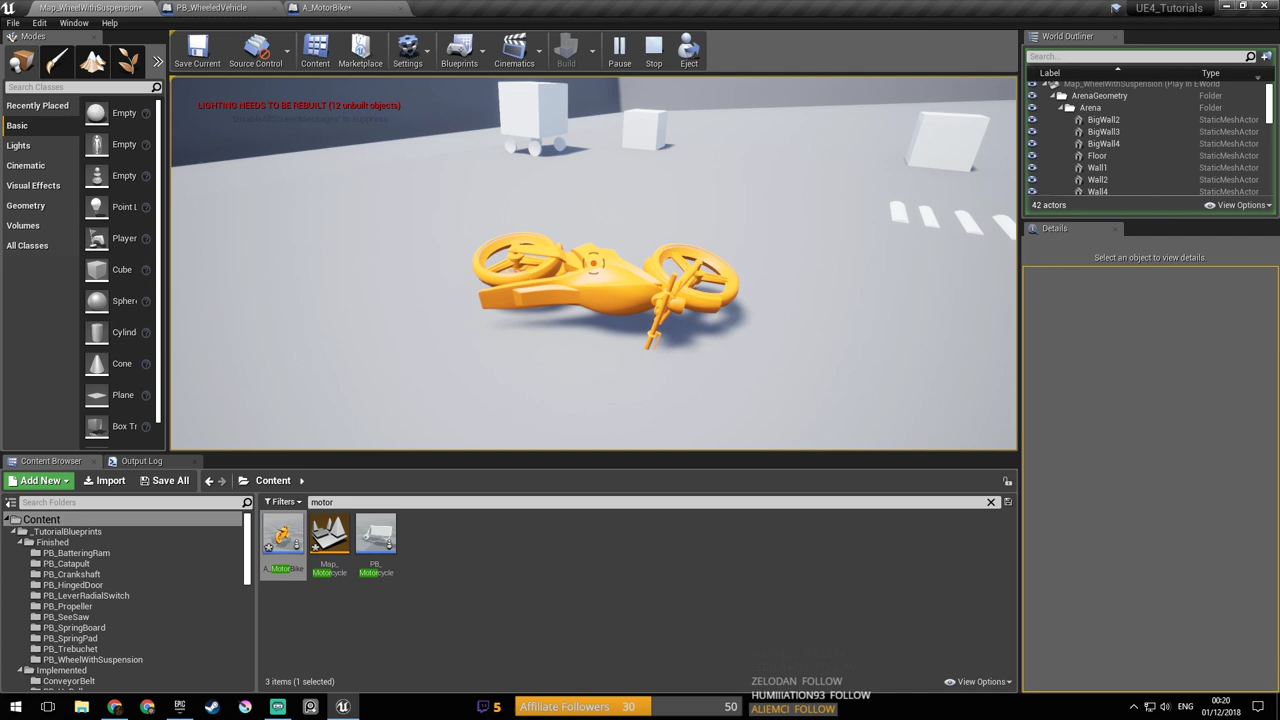 Map_WheelWithSuspension*
PB_WheeledVehicle
A_MotorBike*
UE4_Tutorials
File Edit Window Help
Modes
Search Classes
Recently Placed
Basic
Lights
Cinematic
Visual Effects
Geometry
Volumes
All Classes
Empty
Empty
Empty
Point L
Player
Cube
Spher
Cylind
Cone
Plane
Box Tr
Save Current
Source Control
Content
Marketplace
Settings
Blueprints
Cinematics
Build
Pause
Stop
Eject
LIGHTING NEEDS TO BE REBUILT (12 unbuilt objects)
World Outliner
Search...
Label Type
Map_WheelWithSuspension (Play In E World
ArenaGeometry Folder
Arena Folder
BigWall2 StaticMeshActor
BigWall3 StaticMeshActor
BigWall4 StaticMeshActor
Floor StaticMeshActor
Wall1 StaticMeshActor
Wall2 StaticMeshActor
Wall4 StaticMeshActor
42 actors View Options
Details
Select an object to view details.
Content Browser
Output Log
Add New Import Save All Content
Search Folders
Content
_TutorialBlueprints
Finished
PB_BatteringRam
PB_Catapult
PB_Crankshaft
PB_HingedDoor
PB_LeverRadialSwitch
PB_Propeller
PB_SeeSaw
PB_SpringBoard
PB_SpringPad
PB_Trebuchet
PB_WheelWithSuspension
Implemented
ConveyorBelt
Filters motor
A_MotorBike
Map_
Motorcycle
PB_
Motorcycle
3 items (1 selected)
View Options
ZELODAN FOLLOW
HUMIIIATION93 FOLLOW
ALIEMCI FOLLOW
5 Affiliate Followers 30 50
ENG
00:20
01/12/2018